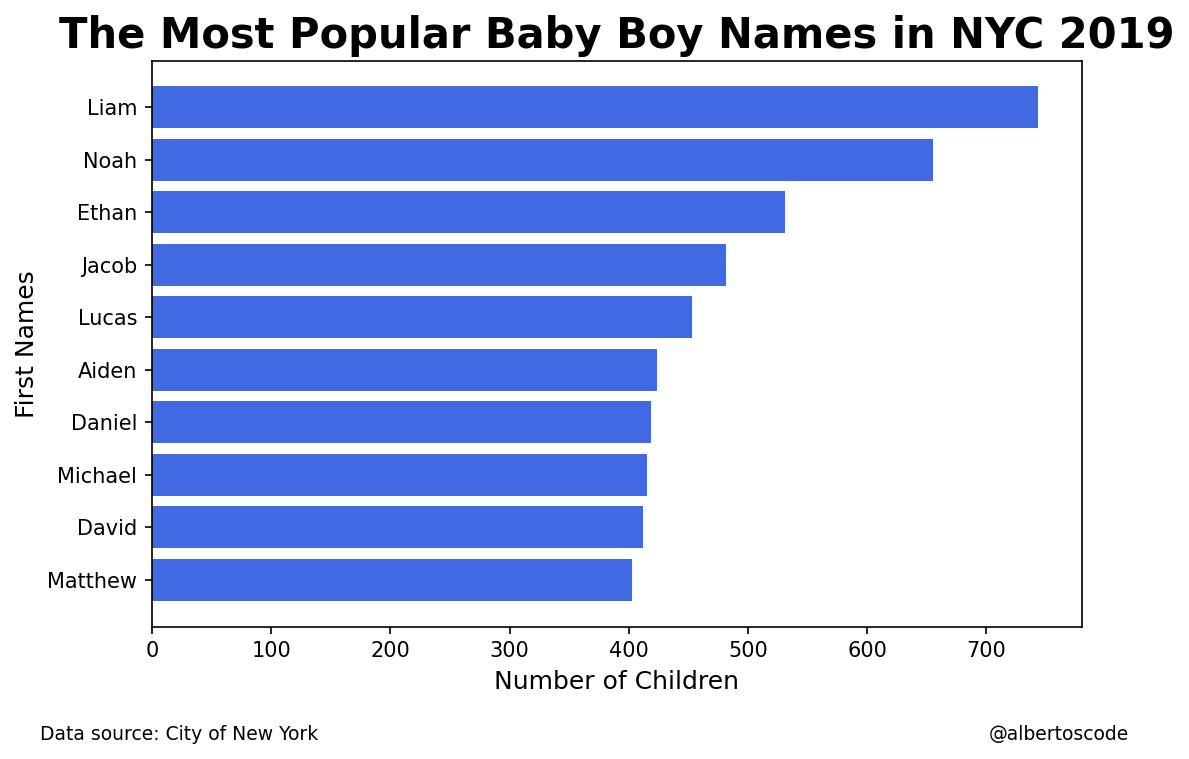 The Most Popular Baby Boy Names in NYC 2019
First Names
Liam
Noah
Ethan
Jacob
Lucas
Aiden
Daniel
Michael
David
Matthew
0 100 200 300 400 500 600 700
Number of Children
Data source: City of New York
@albertoscode